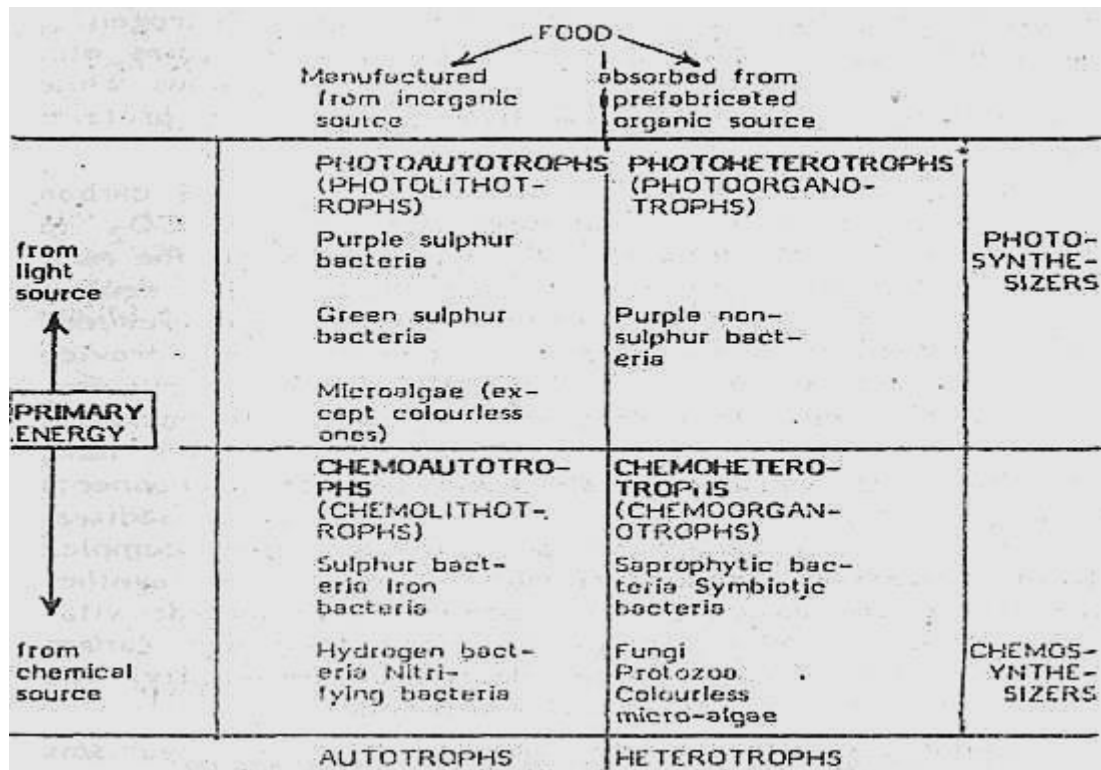 FOOD
Manufactured
from inorganic
source
absorbed from
prefabricated
organic source
from
light
source
PHOTOAUTOTROPHS
(PHOTOLITHOT-
ROPHS)
Purple sulphur
bacteria
Green sulphur
bacteria
Microalgae (ex-
cept colourless
ones)
PHOTOHETEROTROPHS
(PHOTOORGANO-
TROPHS)
Purple non-
sulphur bact-
eria
PHOTO-
SYNTHE-
SIZERS
PRIMARY
ENERGY
from
chemical
source
CHEMOAUTOTRO-
PHS
(CHEMOLITHOT-
ROPHS)
Sulphur bact-
eria Iron
bacteria
Hydrogen bact-
eria Nitri-
fying bacteria
CHEMOHETERO-
TROPHS
(CHEMOORGAN-
OTROPHS)
Saprophytic bac-
teria Symbiotic
bacteria
Fungi
Protozoa
Colourless
micro-algae
CHEMOS-
YNTHE-
SIZERS
AUTOTROPHS
HETEROTROPHS